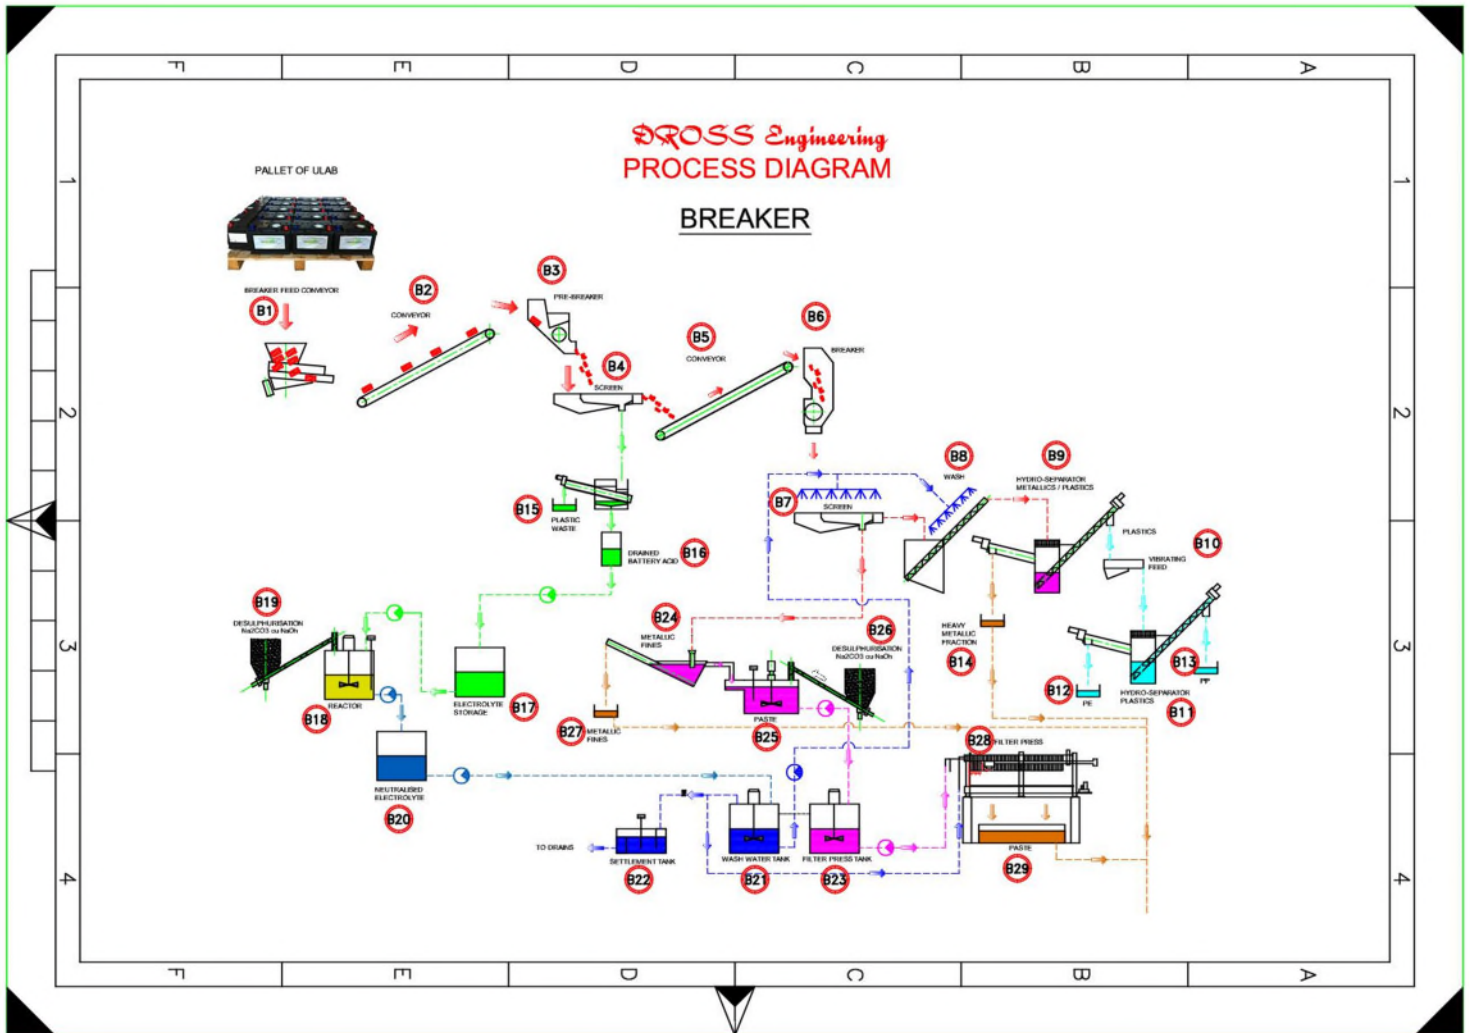 F E D C B A
DROSS Engineering
PROCESS DIAGRAM
BREAKER
1
1
PALLET OF ULAB
BREAKER FEED CONVEYOR
B1
B2
CONVEYOR
B3
PRE-BREAKER
B4
SCREEN
B5
CONVEYOR
B6
BREAKER
2
2
B7
SCREEN
B8
WASH
B9
HYDRO-SEPARATOR
METALLICS / PLASTICS
PLASTICS
B10
VIBRATING
FEED
B15
PLASTIC
WASTE
DRAINED
BATTERY ACID
B16
B19
DESULPHURISATION
Na2CO3 ou NaOh
REACTOR
B18
ELECTROLYTE
STORAGE
B17
B24
METALLIC
FINES
B26
DESULPHURISATION
Na2CO3 ou NaOh
HEAVY
METALLIC
FRACTION
B14
B12
PE
B13
PP
HYDRO-SEPARATOR
PLASTICS
B11
3
3
B27
METALLIC
FINES
PASTE
B25
B28
FILTER PRESS
NEUTRALISED
ELECTROLYTE
B20
TO DRAINS
SETTLEMENT TANK
B22
WASH WATER TANK
B21
FILTER PRESS TANK
B23
PASTE
B29
4
4
F E D C B A